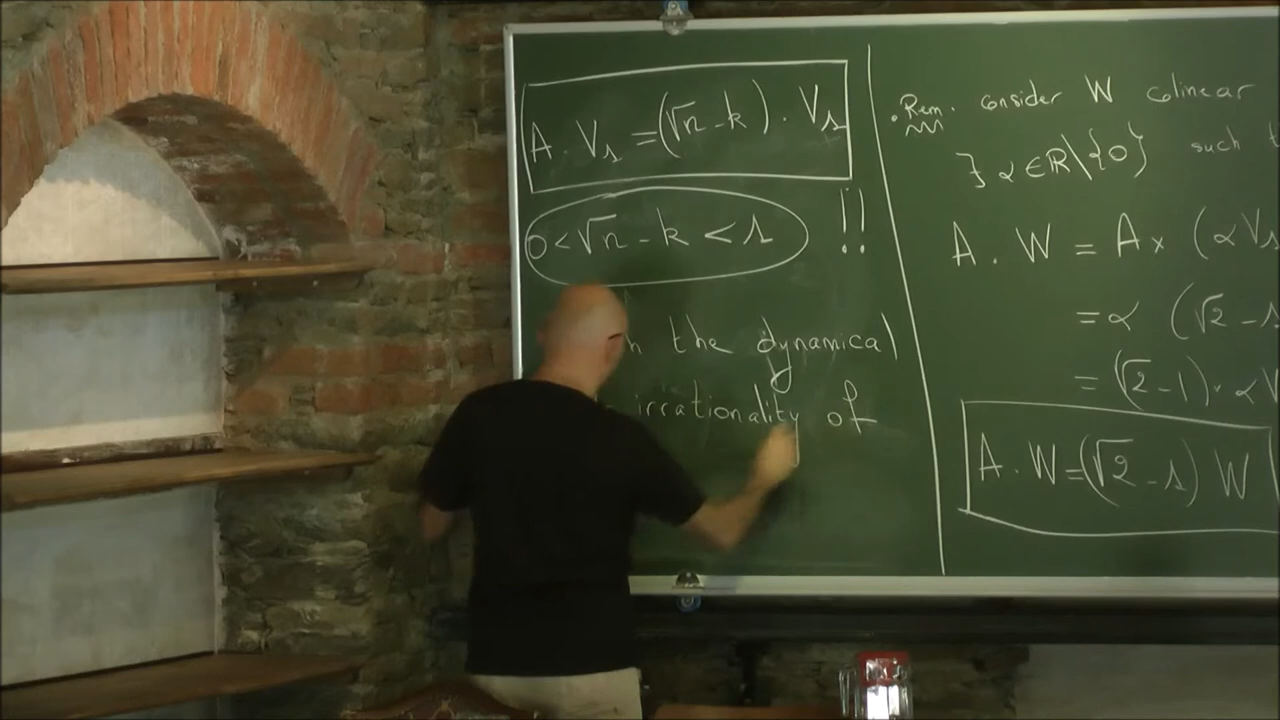 A . V₁ = (√n - k) . V₁
0 < √n - k < 1 !!
the dynamical
irrationality of
. Rem. consider W colinear
∃ α ∈ ℝ\{0} such
A . W = A × (αV₁
= α (√2 - 1
= (√2 - 1) . αV
A . W = (√2 - 1) W